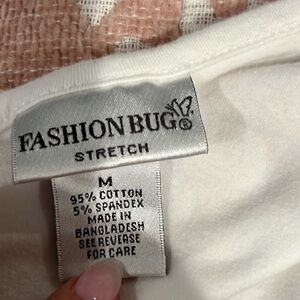 FASHION BUG®
STRETCH
M
95% COTTON
5% SPANDEX
MADE IN
BANGLADESH
SEE REVERSE
FOR CARE